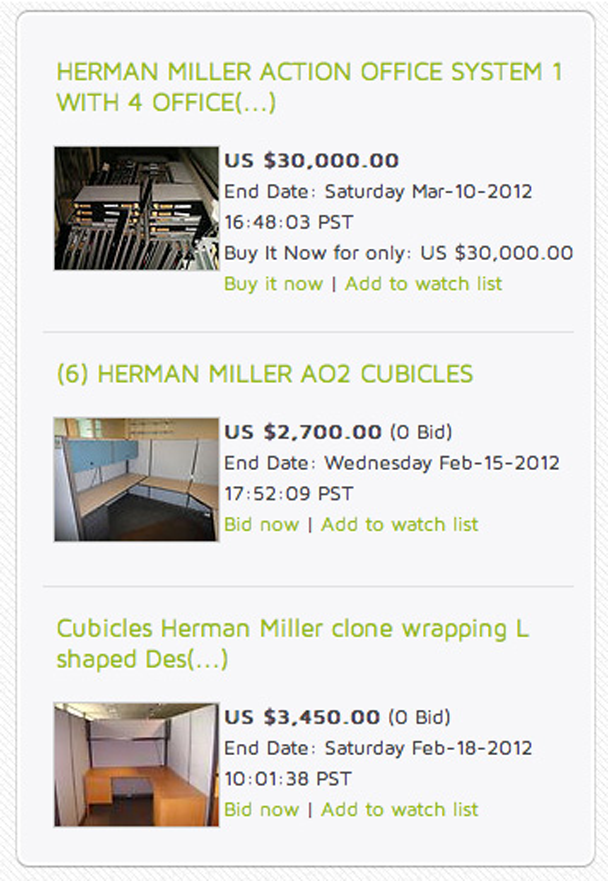 HERMAN MILLER ACTION OFFICE SYSTEM 1
WITH 4 OFFICE(...)
US $30,000.00
End Date: Saturday Mar-10-2012
16:48:03 PST
Buy It Now for only: US $30,000.00
Buy it now | Add to watch list
(6) HERMAN MILLER AO2 CUBICLES
US $2,700.00 (0 Bid)
End Date: Wednesday Feb-15-2012
17:52:09 PST
Bid now | Add to watch list
Cubicles Herman Miller clone wrapping L
shaped Des(...)
US $3,450.00 (0 Bid)
End Date: Saturday Feb-18-2012
10:01:38 PST
Bid now | Add to watch list